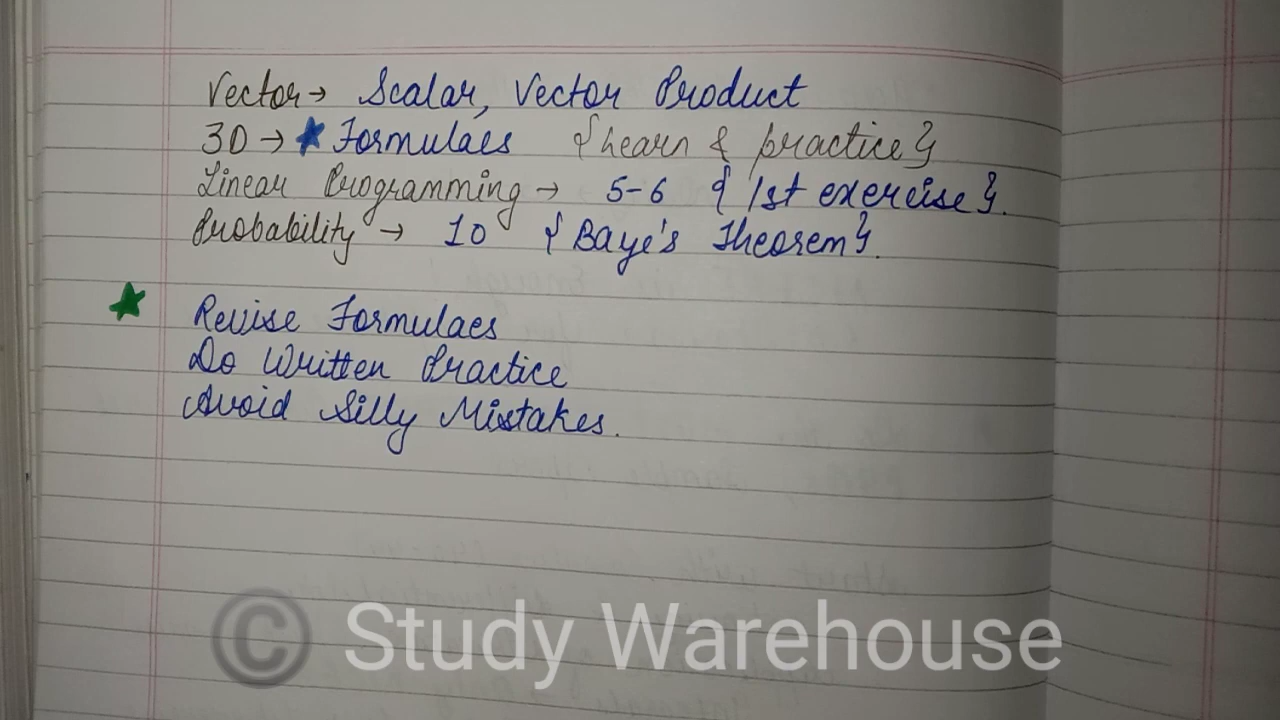 Vector → Scalar, Vector Product
3D → ★ Formulaes {Learn & practice}
Linear Programming → 5-6 {1st exercise}.
Probability → 10 {Baye's Theorem}.
★ Revise Formulaes
Do Written Practice
Avoid Silly Mistakes.
© Study Warehouse